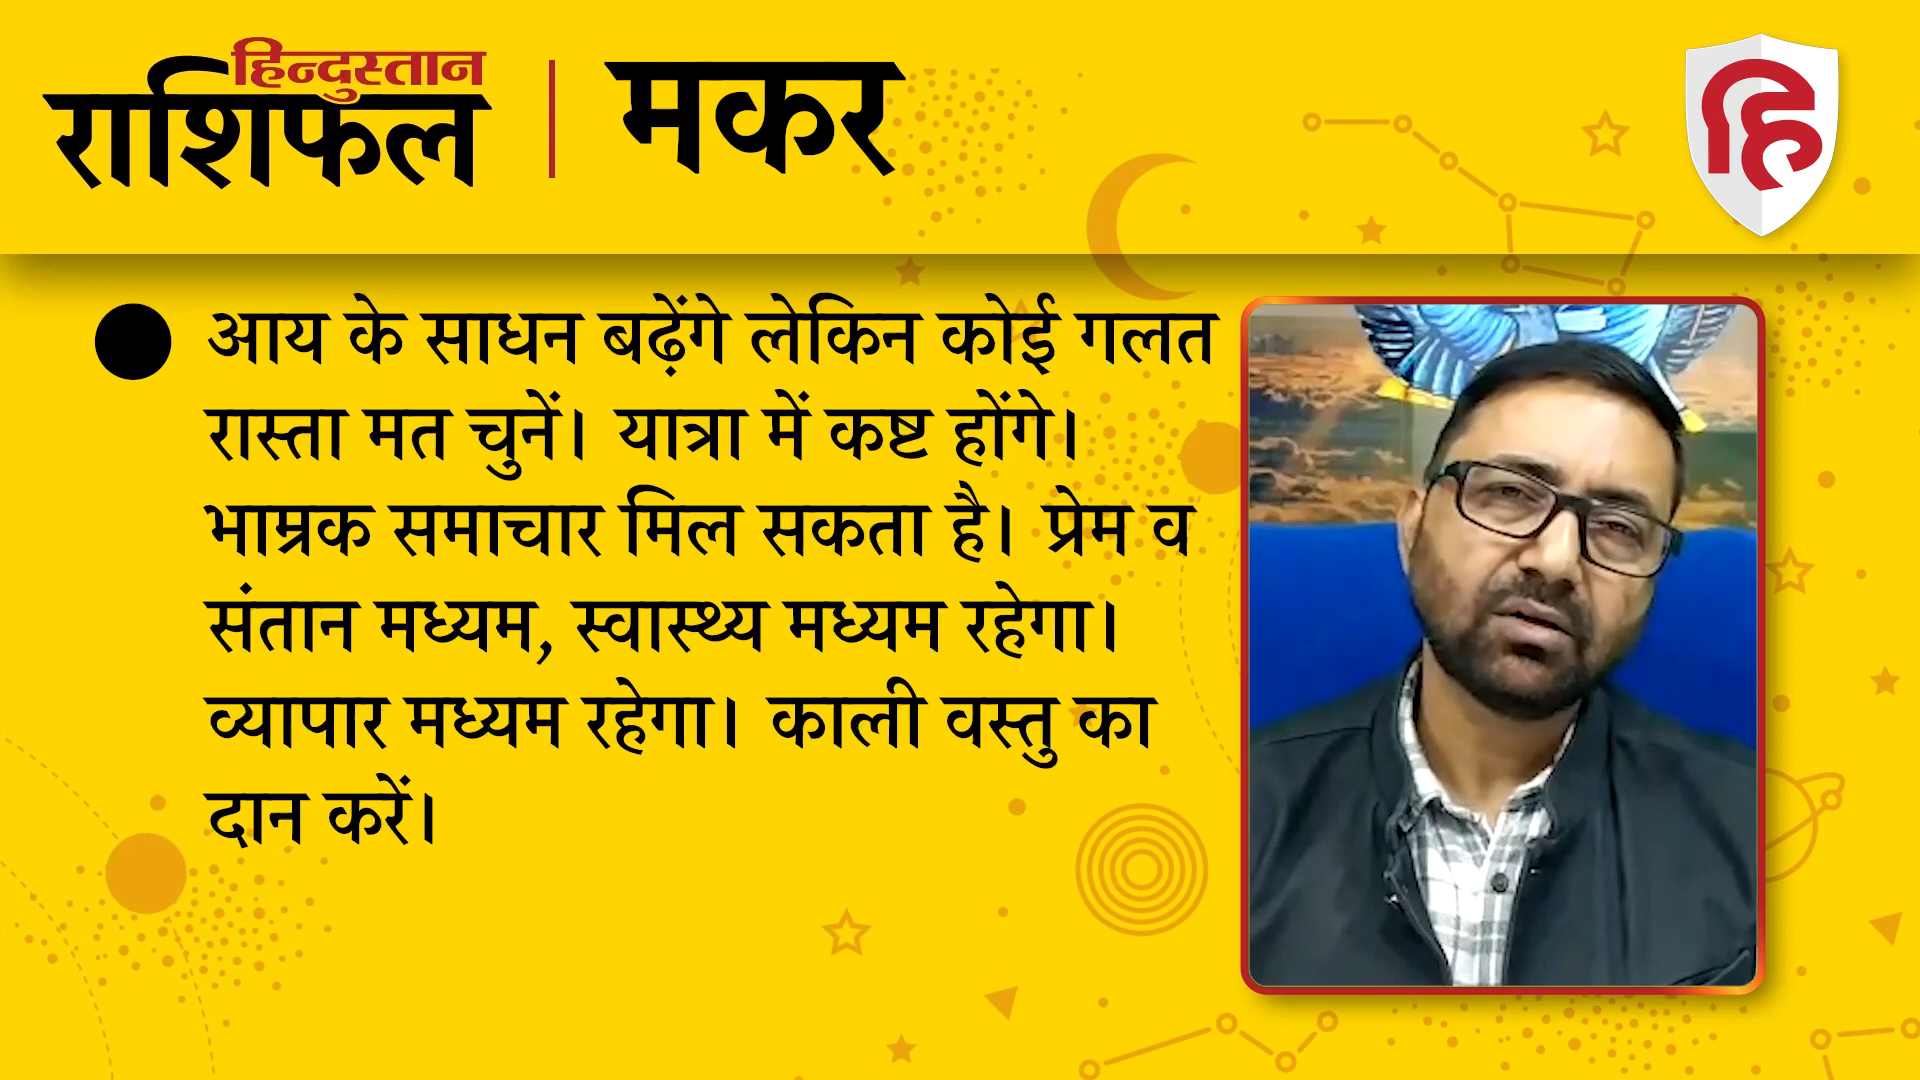 हिन्दुस्तान
राशिफल
मकर
हि
आय के साधन बढ़ेंगे लेकिन कोई गलत
रास्ता मत चुनें। यात्रा में कष्ट होंगे।
भाम्रक समाचार मिल सकता है। प्रेम व
संतान मध्यम, स्वास्थ्य मध्यम रहेगा।
व्यापार मध्यम रहेगा। काली वस्तु का
दान करें।